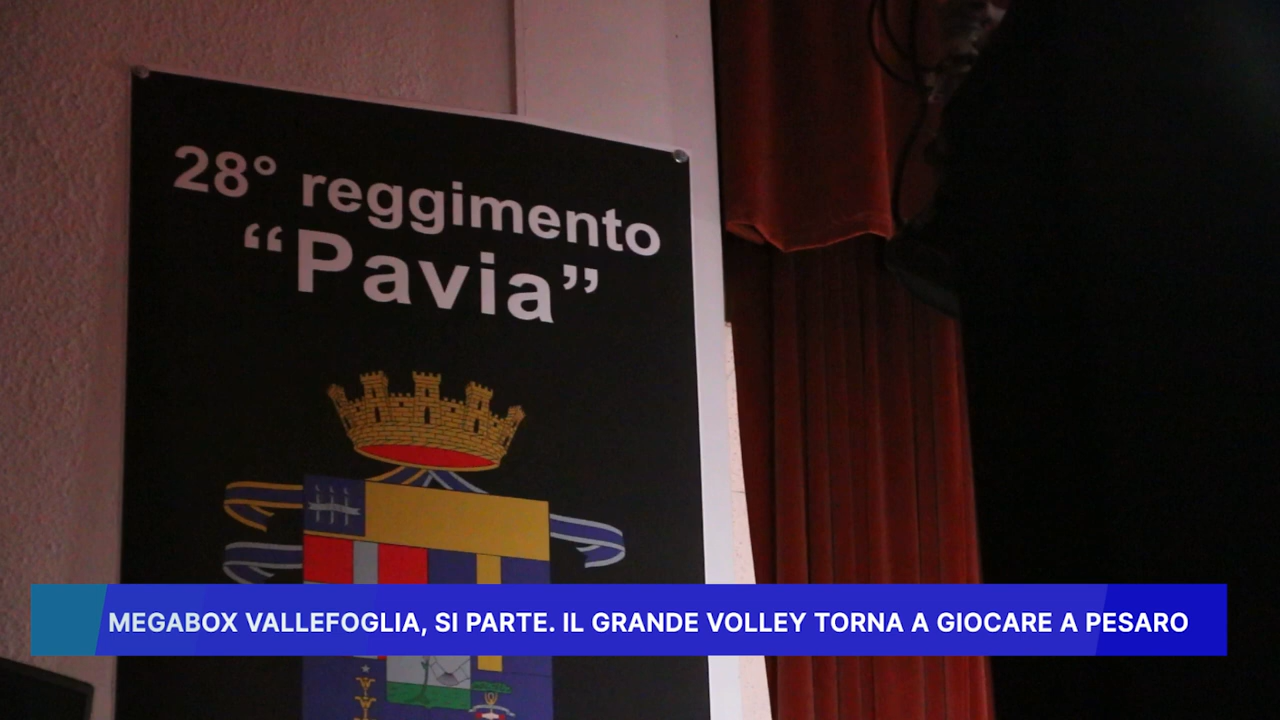 28° reggimento
“Pavia”
MEGABOX VALLEFOGLIA, SI PARTE. IL GRANDE VOLLEY TORNA A GIOCARE A PESARO